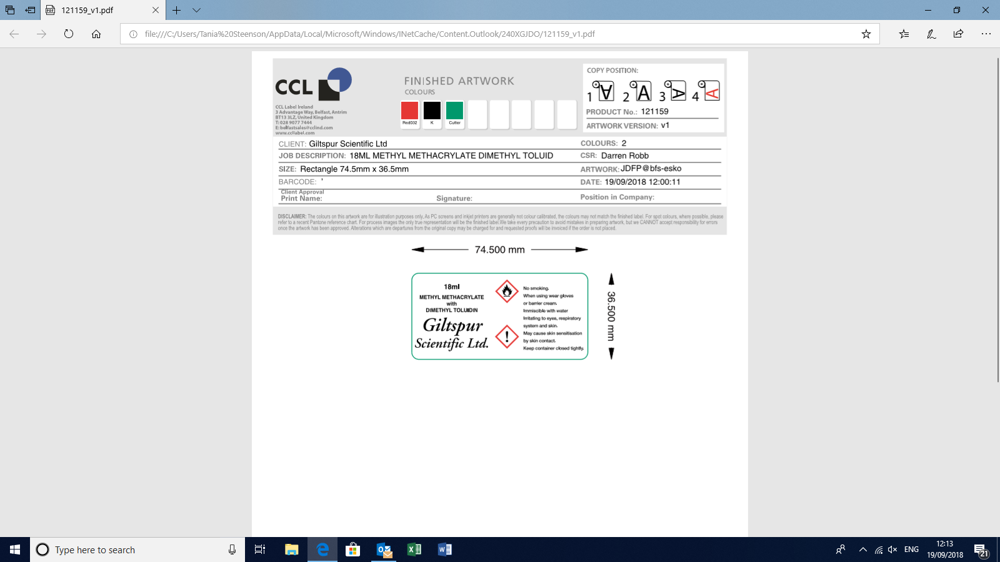 121159_v1.pdf
file:///C:/Users/Tania%20Steenson/AppData/Local/Microsoft/Windows/INetCache/Content.Outlook/240XGJDO/121159_v1.pdf
CCL
CCL Label Ireland
3 Advantage Way, Belfast, Antrim
BT13 3LZ, United Kingdom
T: 028 9077 7444
E: belfastsales@cclind.com
www.ccllabel.com
FINISHED ARTWORK
COLOURS
Red032 K Cutter
COPY POSITION:
1 A 2 A 3 A 4 A
PRODUCT No.: 121159
ARTWORK VERSION: v1
CLIENT: Giltspur Scientific Ltd
COLOURS: 2
JOB DESCRIPTION: 18ML METHYL METHACRYLATE DIMETHYL TOLUID
CSR: Darren Robb
SIZE: Rectangle 74.5mm x 36.5mm
ARTWORK: JDFP@bfs-esko
BARCODE: '
DATE: 19/09/2018 12:00:11
Client Approval
Print Name:
Signature:
Position in Company:
DISCLAIMER: The colours on this artwork are for illustration purposes only. As PC screens and inkjet printers are generally not colour calibrated, the colours may not match the finished label. For spot colours, where possible, please
refer to a recent Pantone reference chart. For process images the only true representation will be the finished label. We take every precaution to avoid mistakes in preparing artwork, but we CANNOT accept responsibility for errors
once the artwork has been approved. Alterations which are departures from the original copy may be charged for and requested proofs will be invoiced if the order is not placed.
74.500 mm
18ml
METHYL METHACRYLATE
with
DIMETHYL TOLUIDIN
Giltspur
Scientific Ltd.
No smoking.
When using wear gloves
or barrier cream.
Immiscible with water
Irritating to eyes, respiratory
system and skin.
May cause skin sensitisation
by skin contact.
Keep container closed tightly.
36.500 mm
Type here to search
ENG
12:13
19/09/2018
21